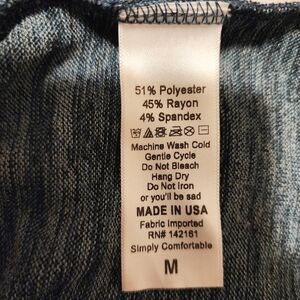 51% Polyester
45% Rayon
4% Spandex
Machine Wash Cold
Gentle Cycle
Do Not Bleach
Hang Dry
Do Not Iron
or you'll be sad
MADE IN USA
Fabric Imported
RN# 142161
Simply Comfortable
M